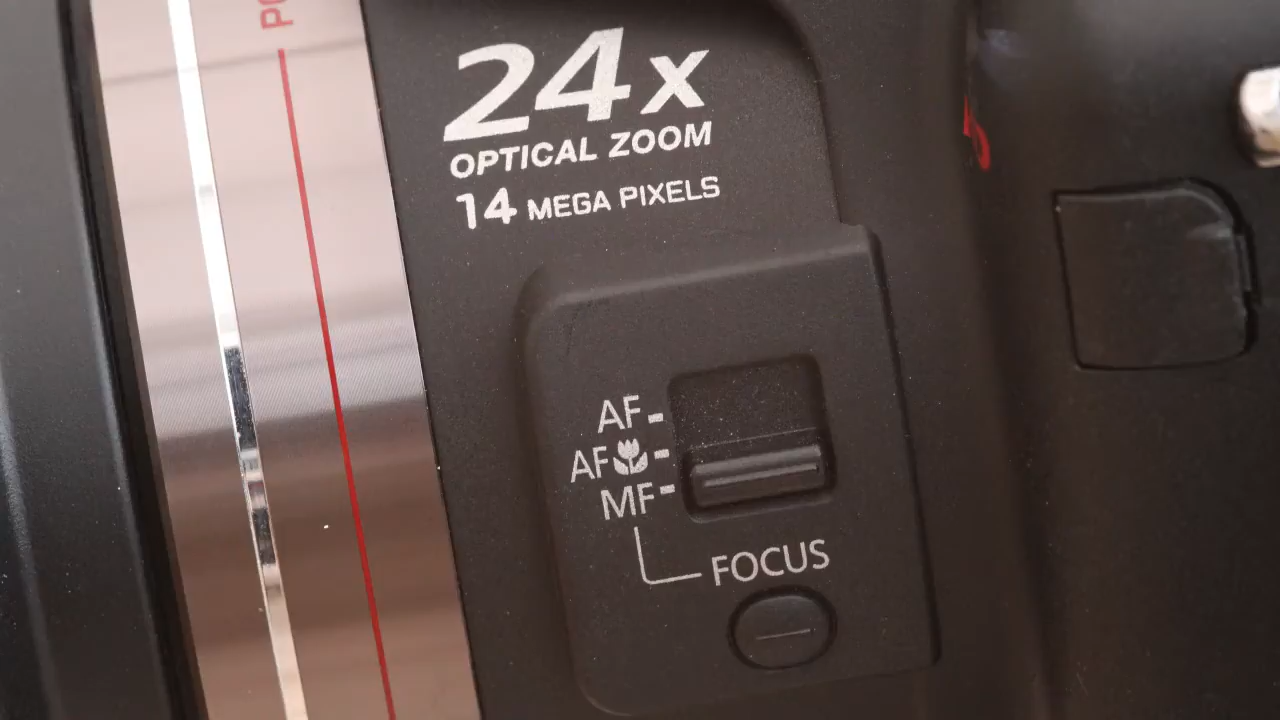 24x
OPTICAL ZOOM
14 MEGA PIXELS
AF
AF
MF
FOCUS